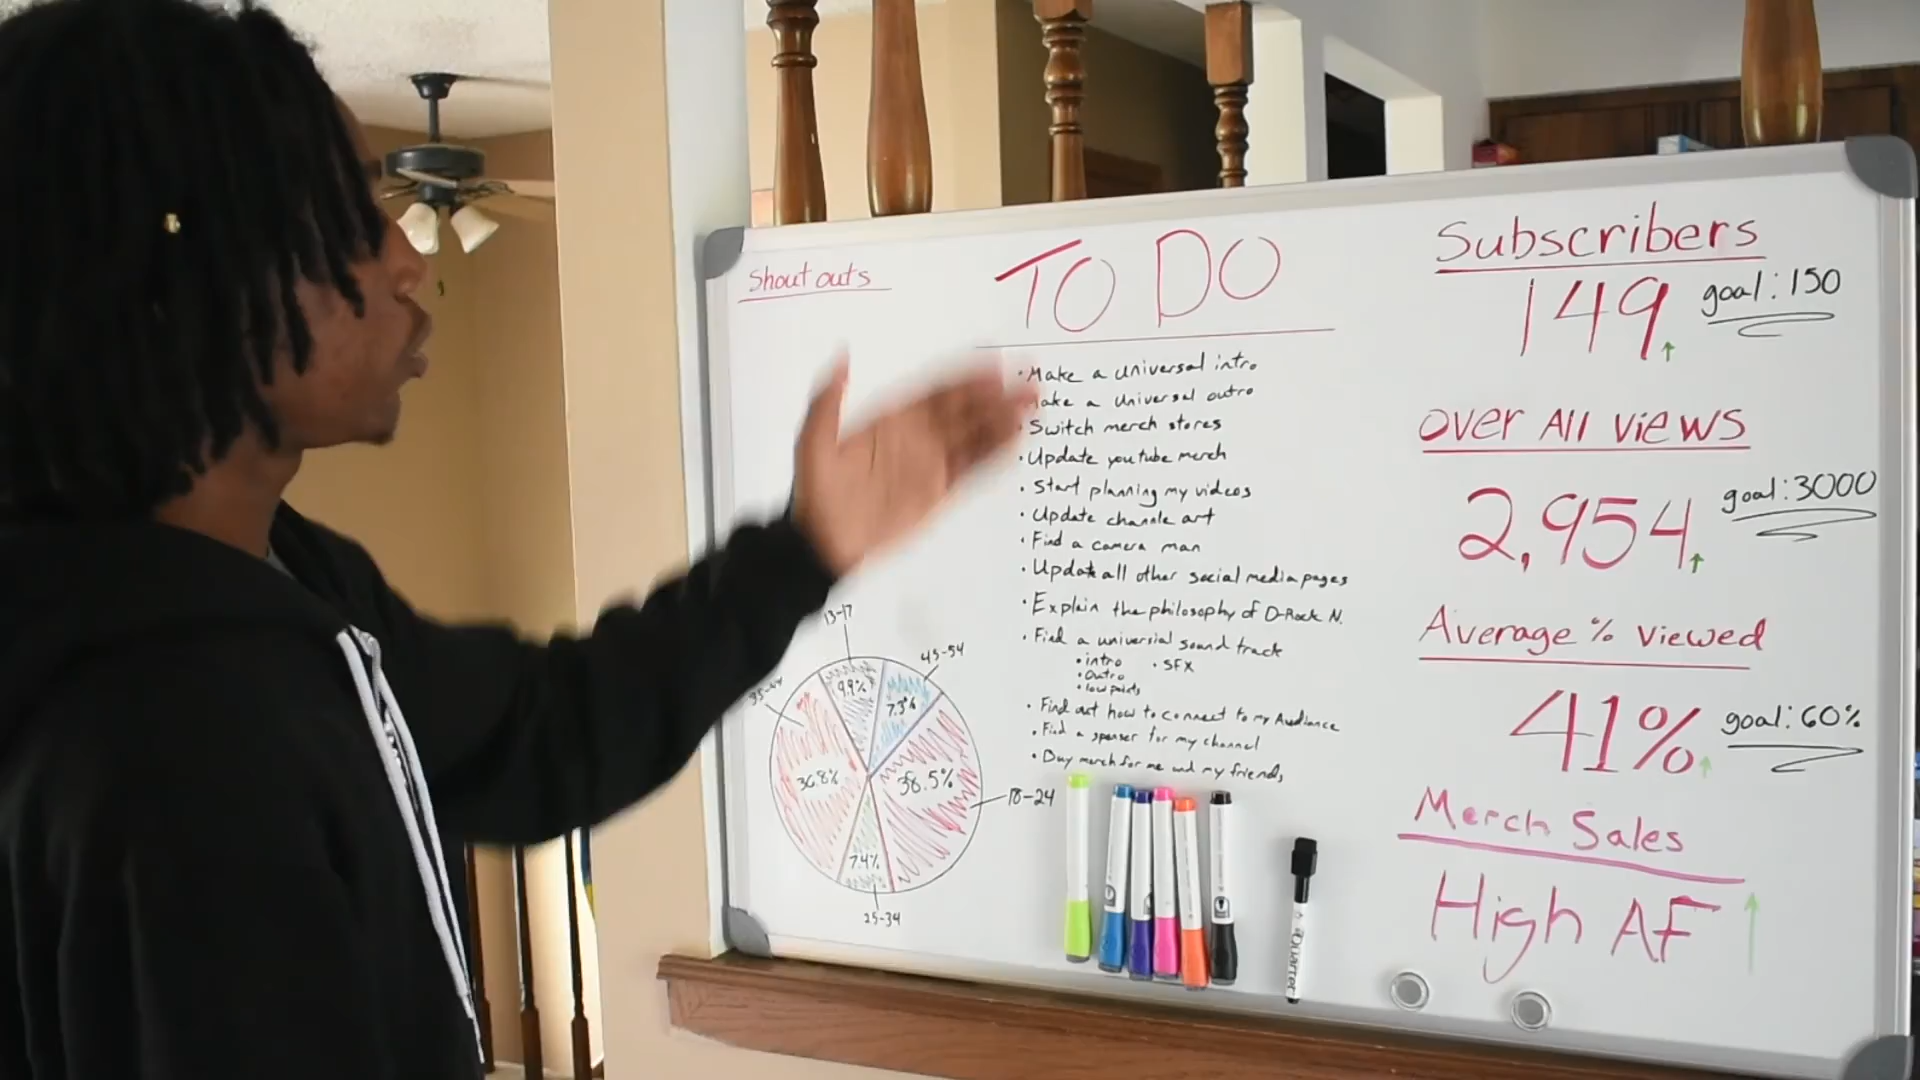 Shout outs
TO DO
• Make a universal intro
Make a universal outro
• Switch merch stores
• Update youtube merch
• Start planning my videos
• Update channle art
• Find a camera man
• Update all other social media pages
• Explain the philosophy of D-Rock N.
• Find a universial sound track
• intro • SFX
• Outro
• low points
• Find out how to connect to my Audiance
• Find a sponser for my channel
• Buy merch for me and my friends
13-17
45-54
35-44
9.9%
7.3%
36.8%
38.5%
18-24
7.4%
25-34
Subscribers
149 goal: 150
Over All Views
2,954 goal: 3000
Average % Viewed
41% goal: 60%
Merch Sales
High AF
Quartet